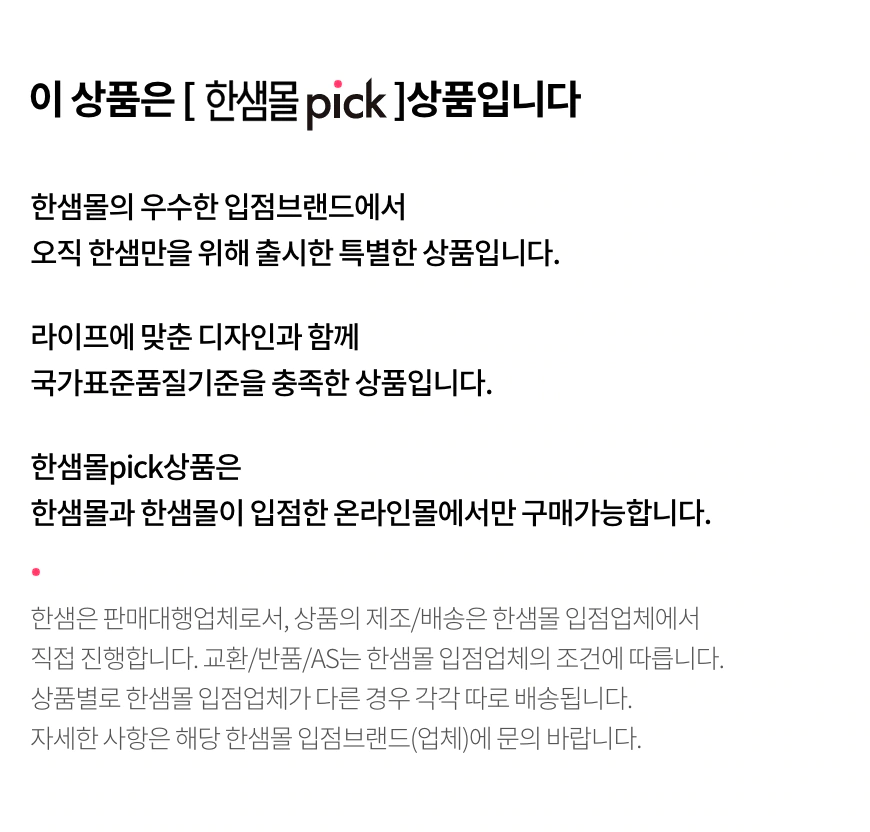 이 상품은 [ 한샘몰 pick ]상품입니다
한샘몰의 우수한 입점브랜드에서
오직 한샘만을 위해 출시한 특별한 상품입니다.
라이프에 맞춘 디자인과 함께
국가표준품질기준을 충족한 상품입니다.
한샘몰pick상품은
한샘몰과 한샘몰이 입점한 온라인몰에서만 구매가능합니다.
한샘은 판매대행업체로서, 상품의 제조/배송은 한샘몰 입점업체에서
직접 진행합니다. 교환/반품/AS는 한샘몰 입점업체의 조건에 따릅니다.
상품별로 한샘몰 입점업체가 다른 경우 각각 따로 배송됩니다.
자세한 사항은 해당 한샘몰 입점브랜드(업체)에 문의 바랍니다.